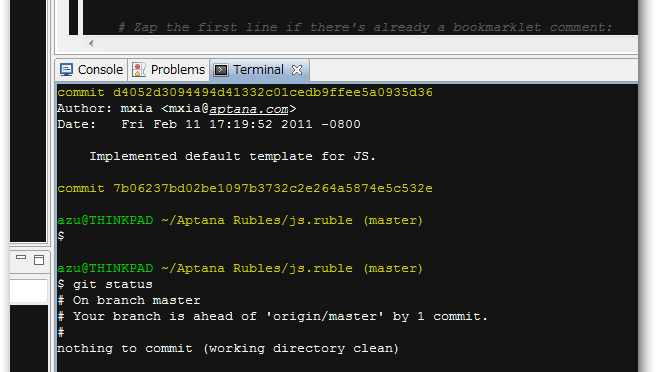 # Zap the first line if there's already a bookmarklet comment:
Console Problems Terminal
commit d4052d3094494d41332c01cedb9ffee5a0935d36
Author: mxia <mxia@aptana.com>
Date:   Fri Feb 11 17:19:52 2011 -0800
Implemented default template for JS.
commit 7b06237bd02be1097b3732c2e264a5874e5c532e
azu@THINKPAD ~/Aptana Rubles/js.ruble (master)
$
azu@THINKPAD ~/Aptana Rubles/js.ruble (master)
$ git status
# On branch master
# Your branch is ahead of 'origin/master' by 1 commit.
#
nothing to commit (working directory clean)